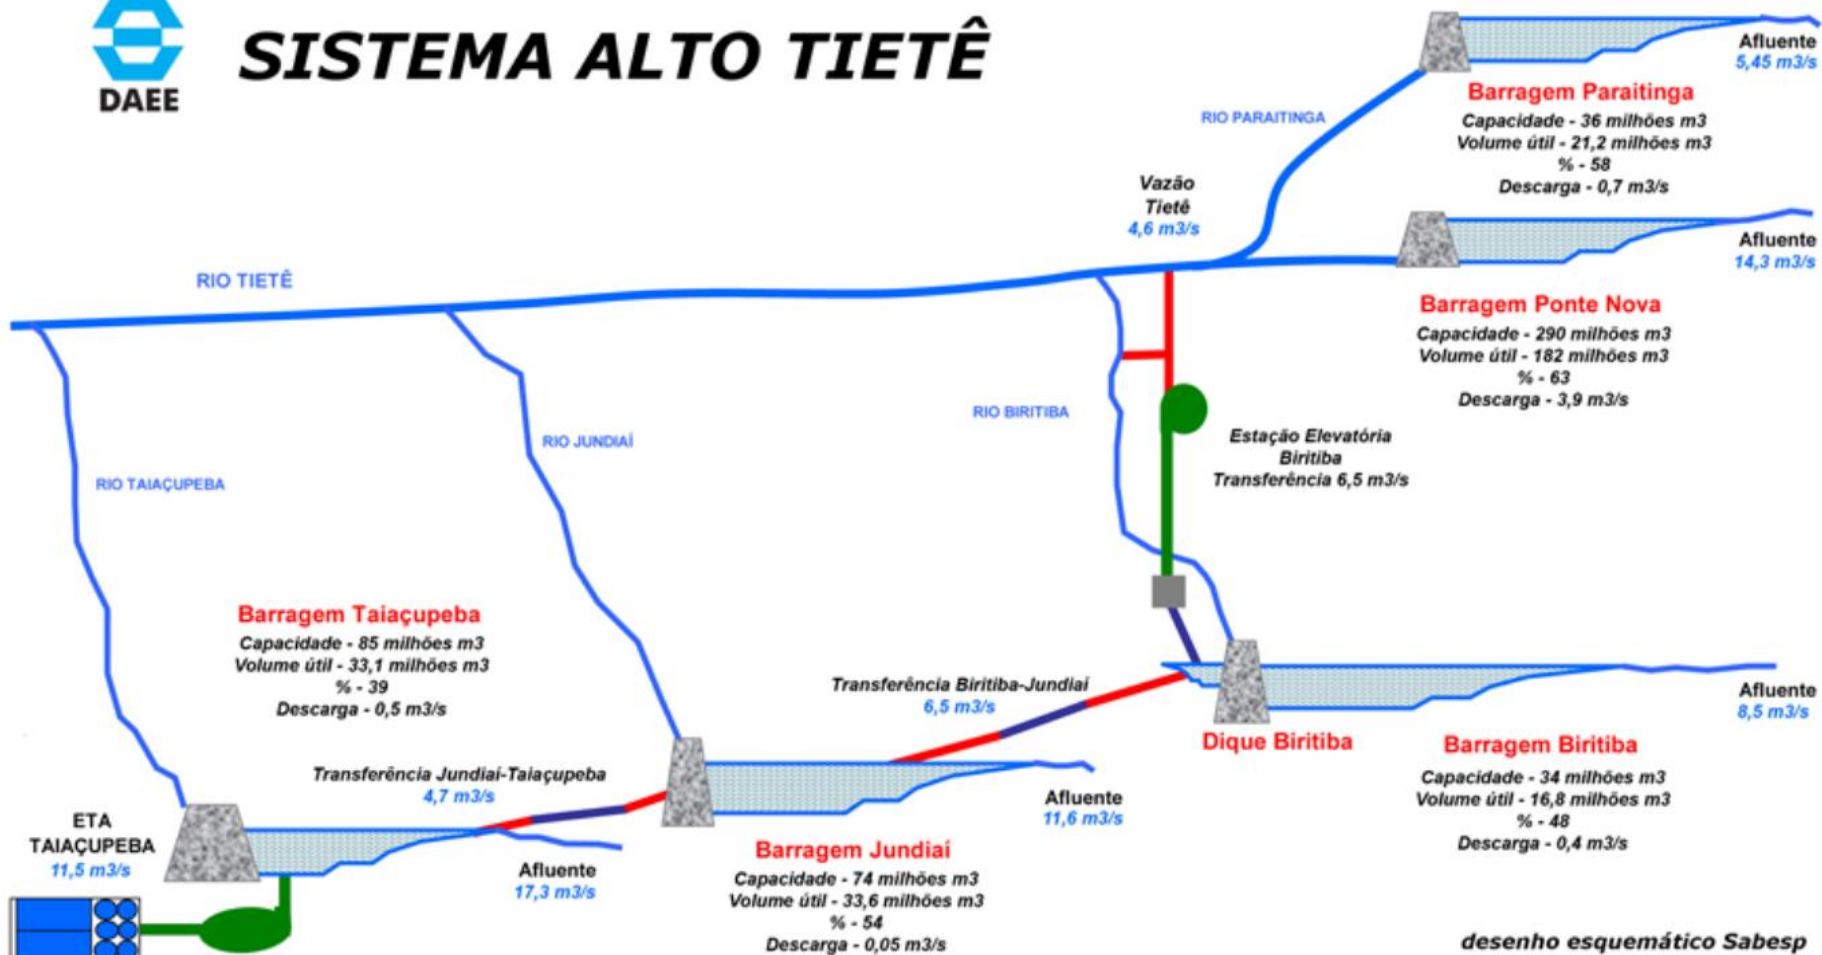 SISTEMA ALTO TIETÊ
DAEE
Afluente
5,45 m3/s
Barragem Paraitinga
Capacidade - 36 milhões m3
Volume útil - 21,2 milhões m3
% - 58
Descarga - 0,7 m3/s
RIO PARAITINGA
Vazão
Tietê
4,6 m3/s
Afluente
14,3 m3/s
RIO TIETÊ
Barragem Ponte Nova
Capacidade - 290 milhões m3
Volume útil - 182 milhões m3
% - 63
Descarga - 3,9 m3/s
RIO BIRITIBA
RIO JUNDIAÍ
Estação Elevatória
Biritiba
Transferência 6,5 m3/s
RIO TAIAÇUPEBA
Barragem Taiaçupeba
Capacidade - 85 milhões m3
Volume útil - 33,1 milhões m3
% - 39
Descarga - 0,5 m3/s
Transferência Biritiba-Jundiaí
6,5 m3/s
Afluente
8,5 m3/s
Dique Biritiba
Barragem Biritiba
Capacidade - 34 milhões m3
Volume útil - 16,8 milhões m3
% - 48
Descarga - 0,4 m3/s
Transferência Jundiaí-Taiaçupeba
4,7 m3/s
Afluente
11,6 m3/s
ETA
TAIAÇUPEBA
11,5 m3/s
Afluente
17,3 m3/s
Barragem Jundiaí
Capacidade - 74 milhões m3
Volume útil - 33,6 milhões m3
% - 54
Descarga - 0,05 m3/s
desenho esquemático Sabesp